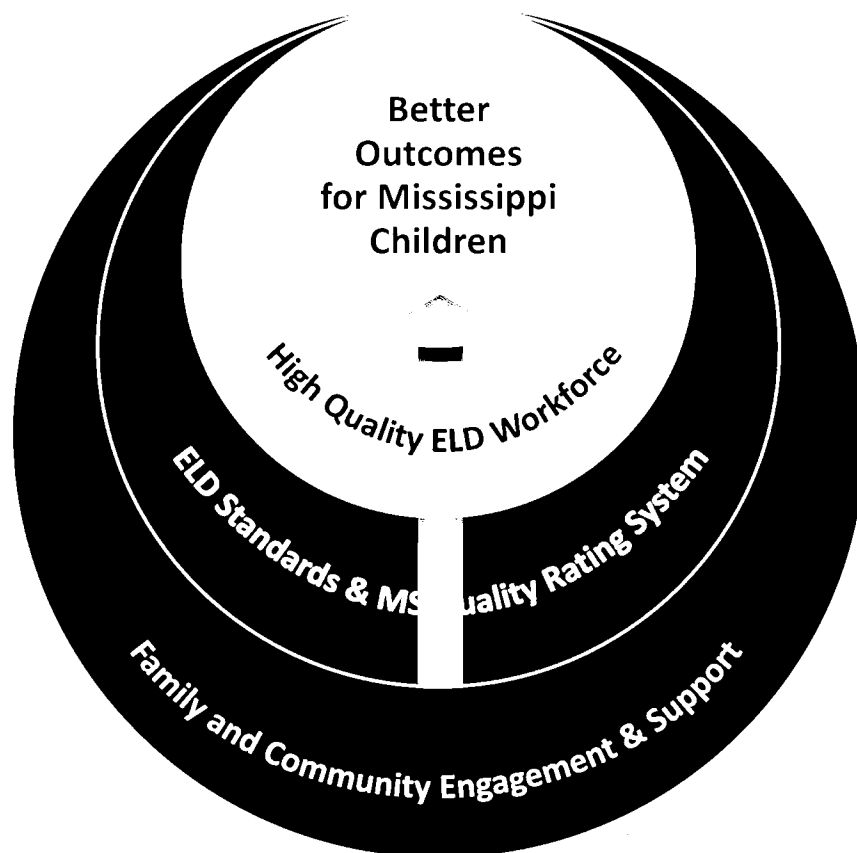 Better
Outcomes
for Mississippi
Children
High Quality ELD Workforce
ELD Standards & MS uality Rating System
Family and Community Engagement & Support